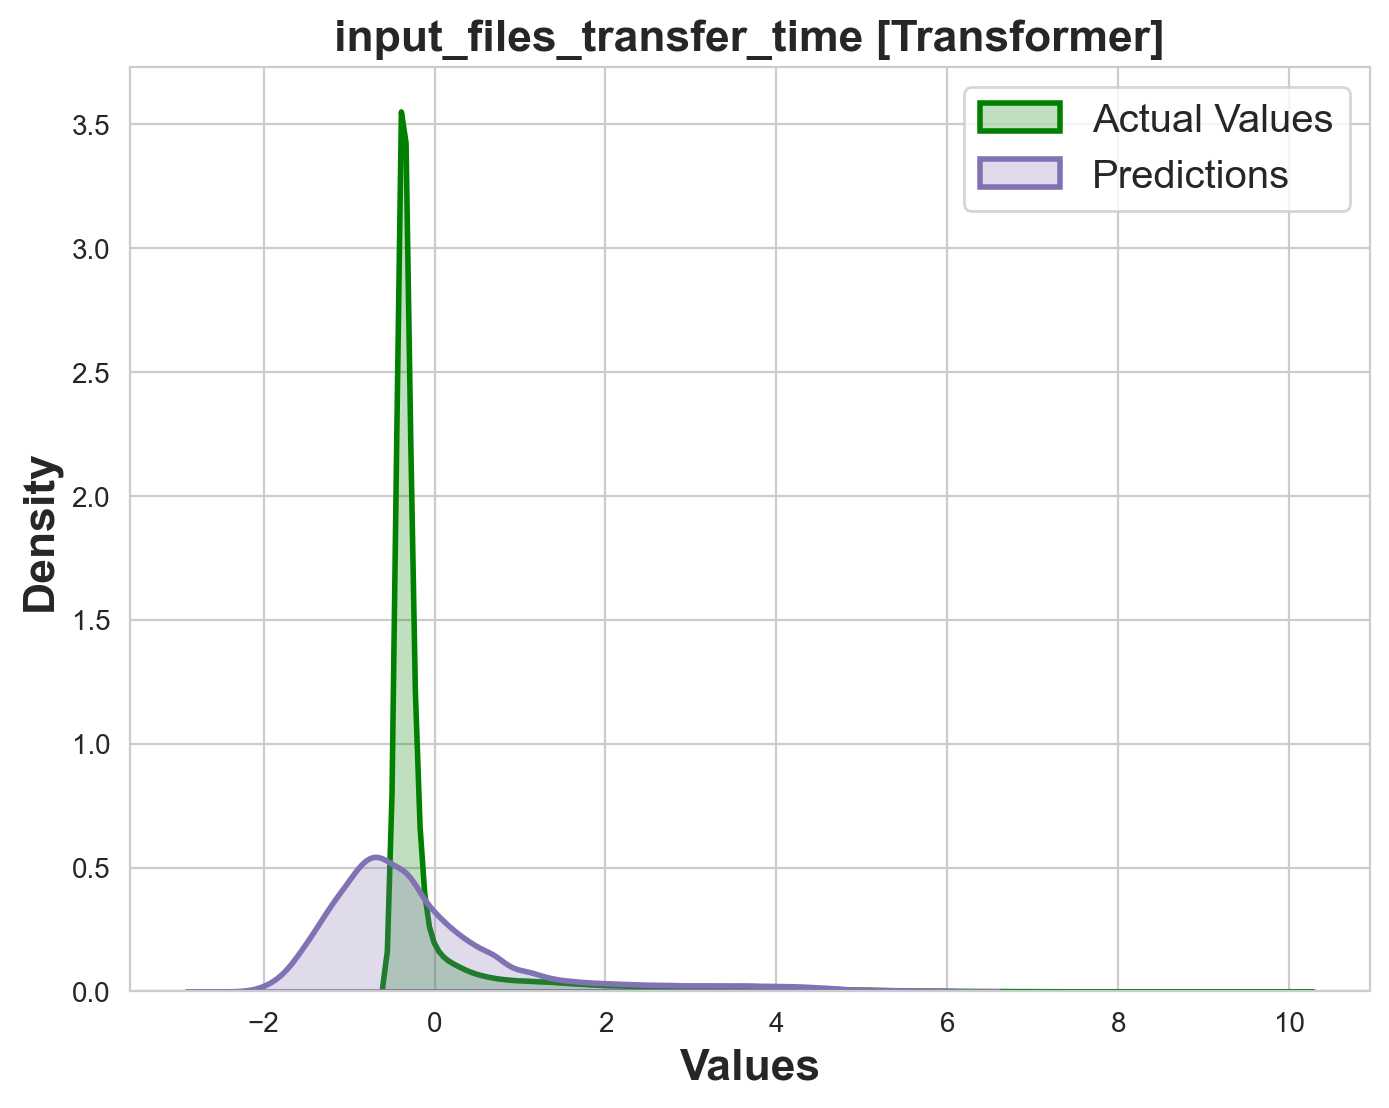 input_files_transfer_time [Transformer]
Actual Values
Predictions
3.5
3.0
2.5
2.0
1.5
1.0
0.5
0.0
Density
−2 0 2 4 6 8 10
Values